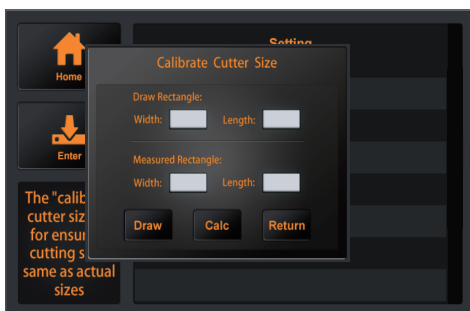 Setting
Home
Calibrate Cutter Size
Draw Rectangle:
Width: Length:
Enter
Measured Rectangle:
Width: Length:
Draw Calc Return
The "calib
cutter siz
for ensu
cutting s
same as actual
sizes